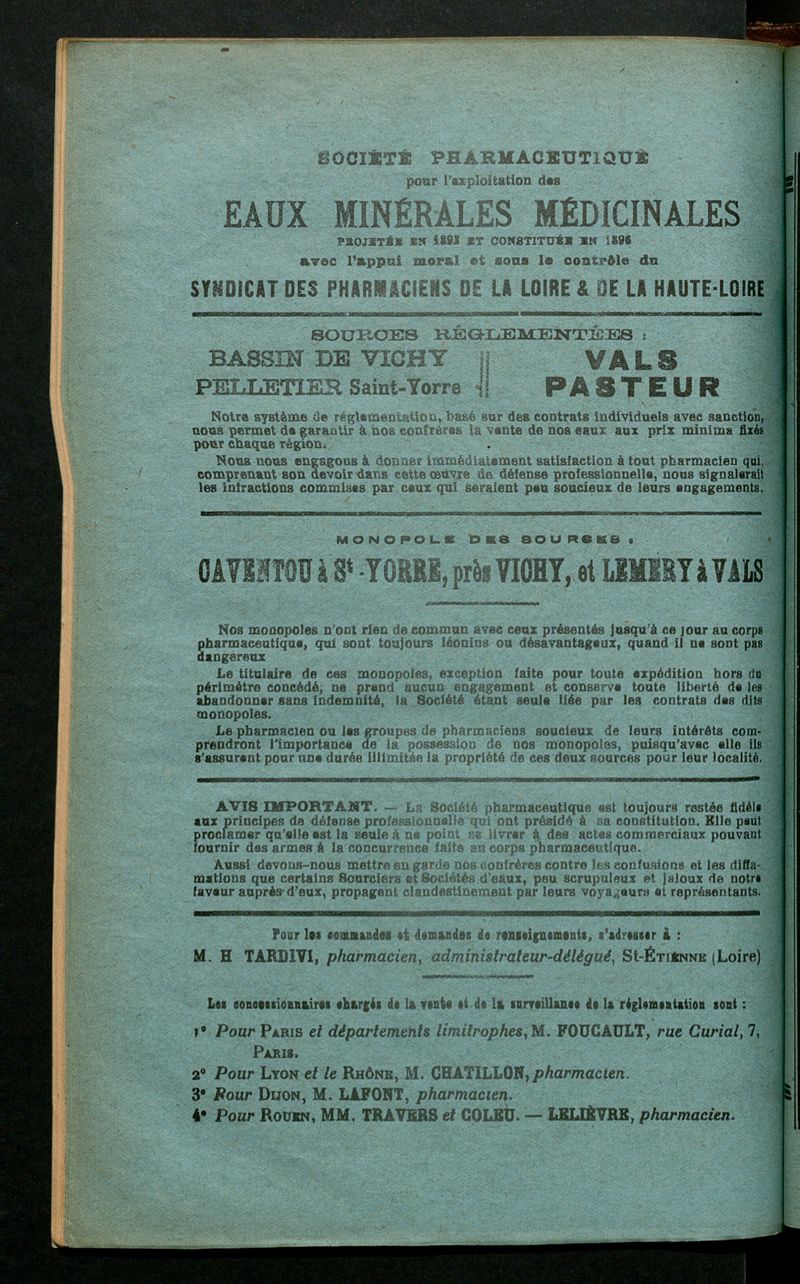 SOCIÉTÉ PHARMACEUTIQUE
pour l'exploitation des
EAUX MINÉRALES MÉDICINALES
PROJETÉE EN 1893 ET CONSTITUÉE EN 1896
avec l'appui moral et sous le contrôle du
SYNDICAT DES PHARMACIENS DE LA LOIRE & DE LA HAUTE-LOIRE
SOURCES RÉGLEMENTÉES :
BASSIN DE VICHY || VALS
PELLETIER Saint-Yorre || PASTEUR
Notre système de réglementation, basé sur des contrats individuels avec sanction,
nous permet de garantir à nos confrères la vente de nos eaux aux prix minima fixés
pour chaque région.
Nous nous engagons à donner immédiatement satisfaction à tout pharmacien qui,
comprenant son devoir dans cette œuvre de défense professionnelle, nous signalerait
les infractions commises par ceux qui seraient peu soucieux de leurs engagements.
MONOPOLE DES SOURCES :
CAVENTOU à St-YORRE, près VICHY, et LEMERY à VALS
Nos monopoles n'ont rien de commun avec ceux présentés jusqu'à ce jour au corps
pharmaceutique, qui sont toujours léonins ou désavantageux, quand il ne sont pas
dangereux
Le titulaire de ces monopoles, exception faite pour toute expédition hors du
périmètre concédé, ne prend aucun engagement et conserve toute liberté de les
abandonner sans indemnité, la Société étant seule liée par les contrats des dits
monopoles.
Le pharmacien ou les groupes de pharmaciens soucieux de leurs intérêts com-
prendront l'importance de la possession de nos monopoles, puisqu'avec elle ils
s'assurent pour une durée illimitée la propriété de ces deux sources pour leur localité.
AVIS IMPORTANT. — La Société pharmaceutique est toujours restée fidèle
aux principes de défense professionnelle qui ont présidé à sa constitution. Elle peut
proclamer qu'elle est la seule à ne point se livrer à des actes commerciaux pouvant
fournir des armes à la concurrence faite au corps pharmaceutique.
Aussi devons-nous mettre en garde nos confrères contre les confusions et les diffa-
mations que certains Sourciers et Sociétés d'eaux, peu scrupuleux et jaloux de notre
faveur auprès d'eux, propagent clandestinement par leurs voyageurs et représentants.
Pour les commandes et demandes de renseignements, s'adresser à :
M. H TARDIVI, pharmacien, administrateur-délégué, St-ÉTIENNE (Loire)
Les concessionnaires chargés de la vente et de la surveillance de la réglementation sont :
1° Pour PARIS et départements limitrophes, M. FOUCAULT, rue Curial, 7,
PARIS.
2° Pour LYON et le RHÔNE, M. CHATILLON, pharmacien.
3° Pour DIJON, M. LAFONT, pharmacien.
4° Pour ROUEN, MM. TRAVERS et COLEU. — LELIÈVRE, pharmacien.